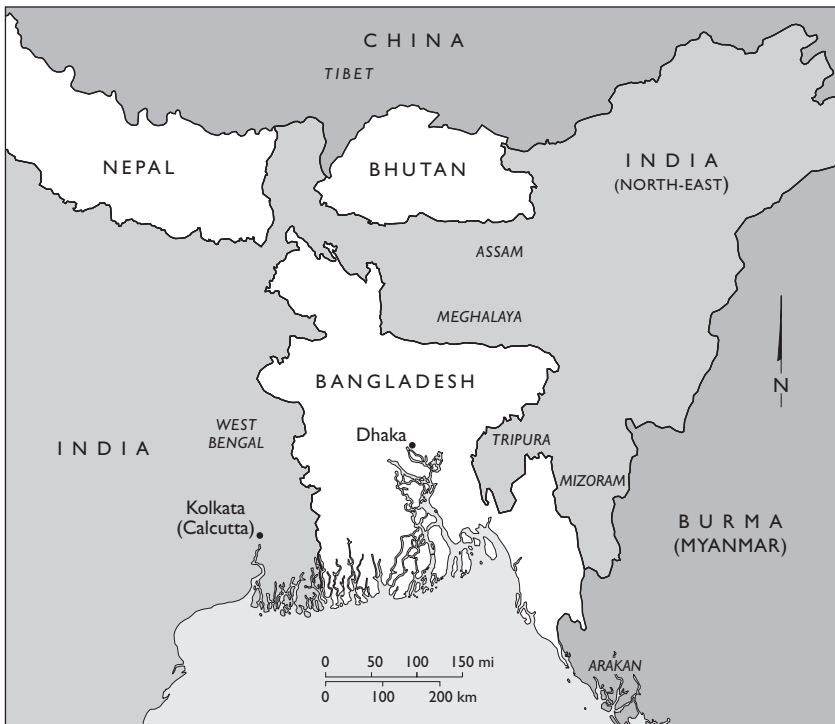 CHINA
TIBET
NEPAL
BHUTAN
INDIA
(NORTH-EAST)
ASSAM
MEGHALAYA
BANGLADESH
N
WEST
BENGAL
Dhaka
TRIPURA
INDIA
MIZORAM
Kolkata
(Calcutta)
BURMA
(MYANMAR)
ARAKAN
0 50 100 150 mi
0 100 200 km